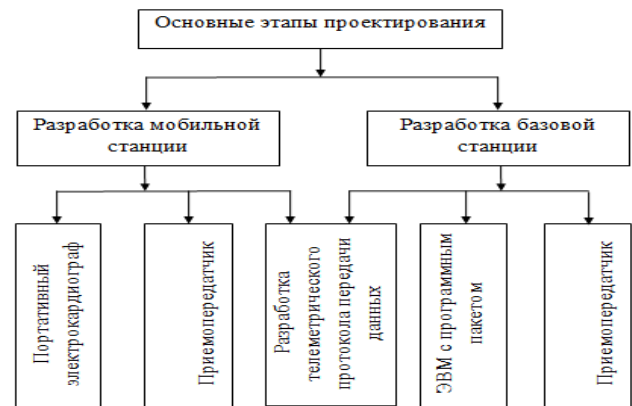 Основные этапы проектирования
Разработка мобильной
станции
Разработка базовой
станции
Портативный
электрокардиограф
Приемопередатчик
Разработка
телеметрического
протокола передачи
данных
ЭВМ с программным
пакетом
Приемопередатчик